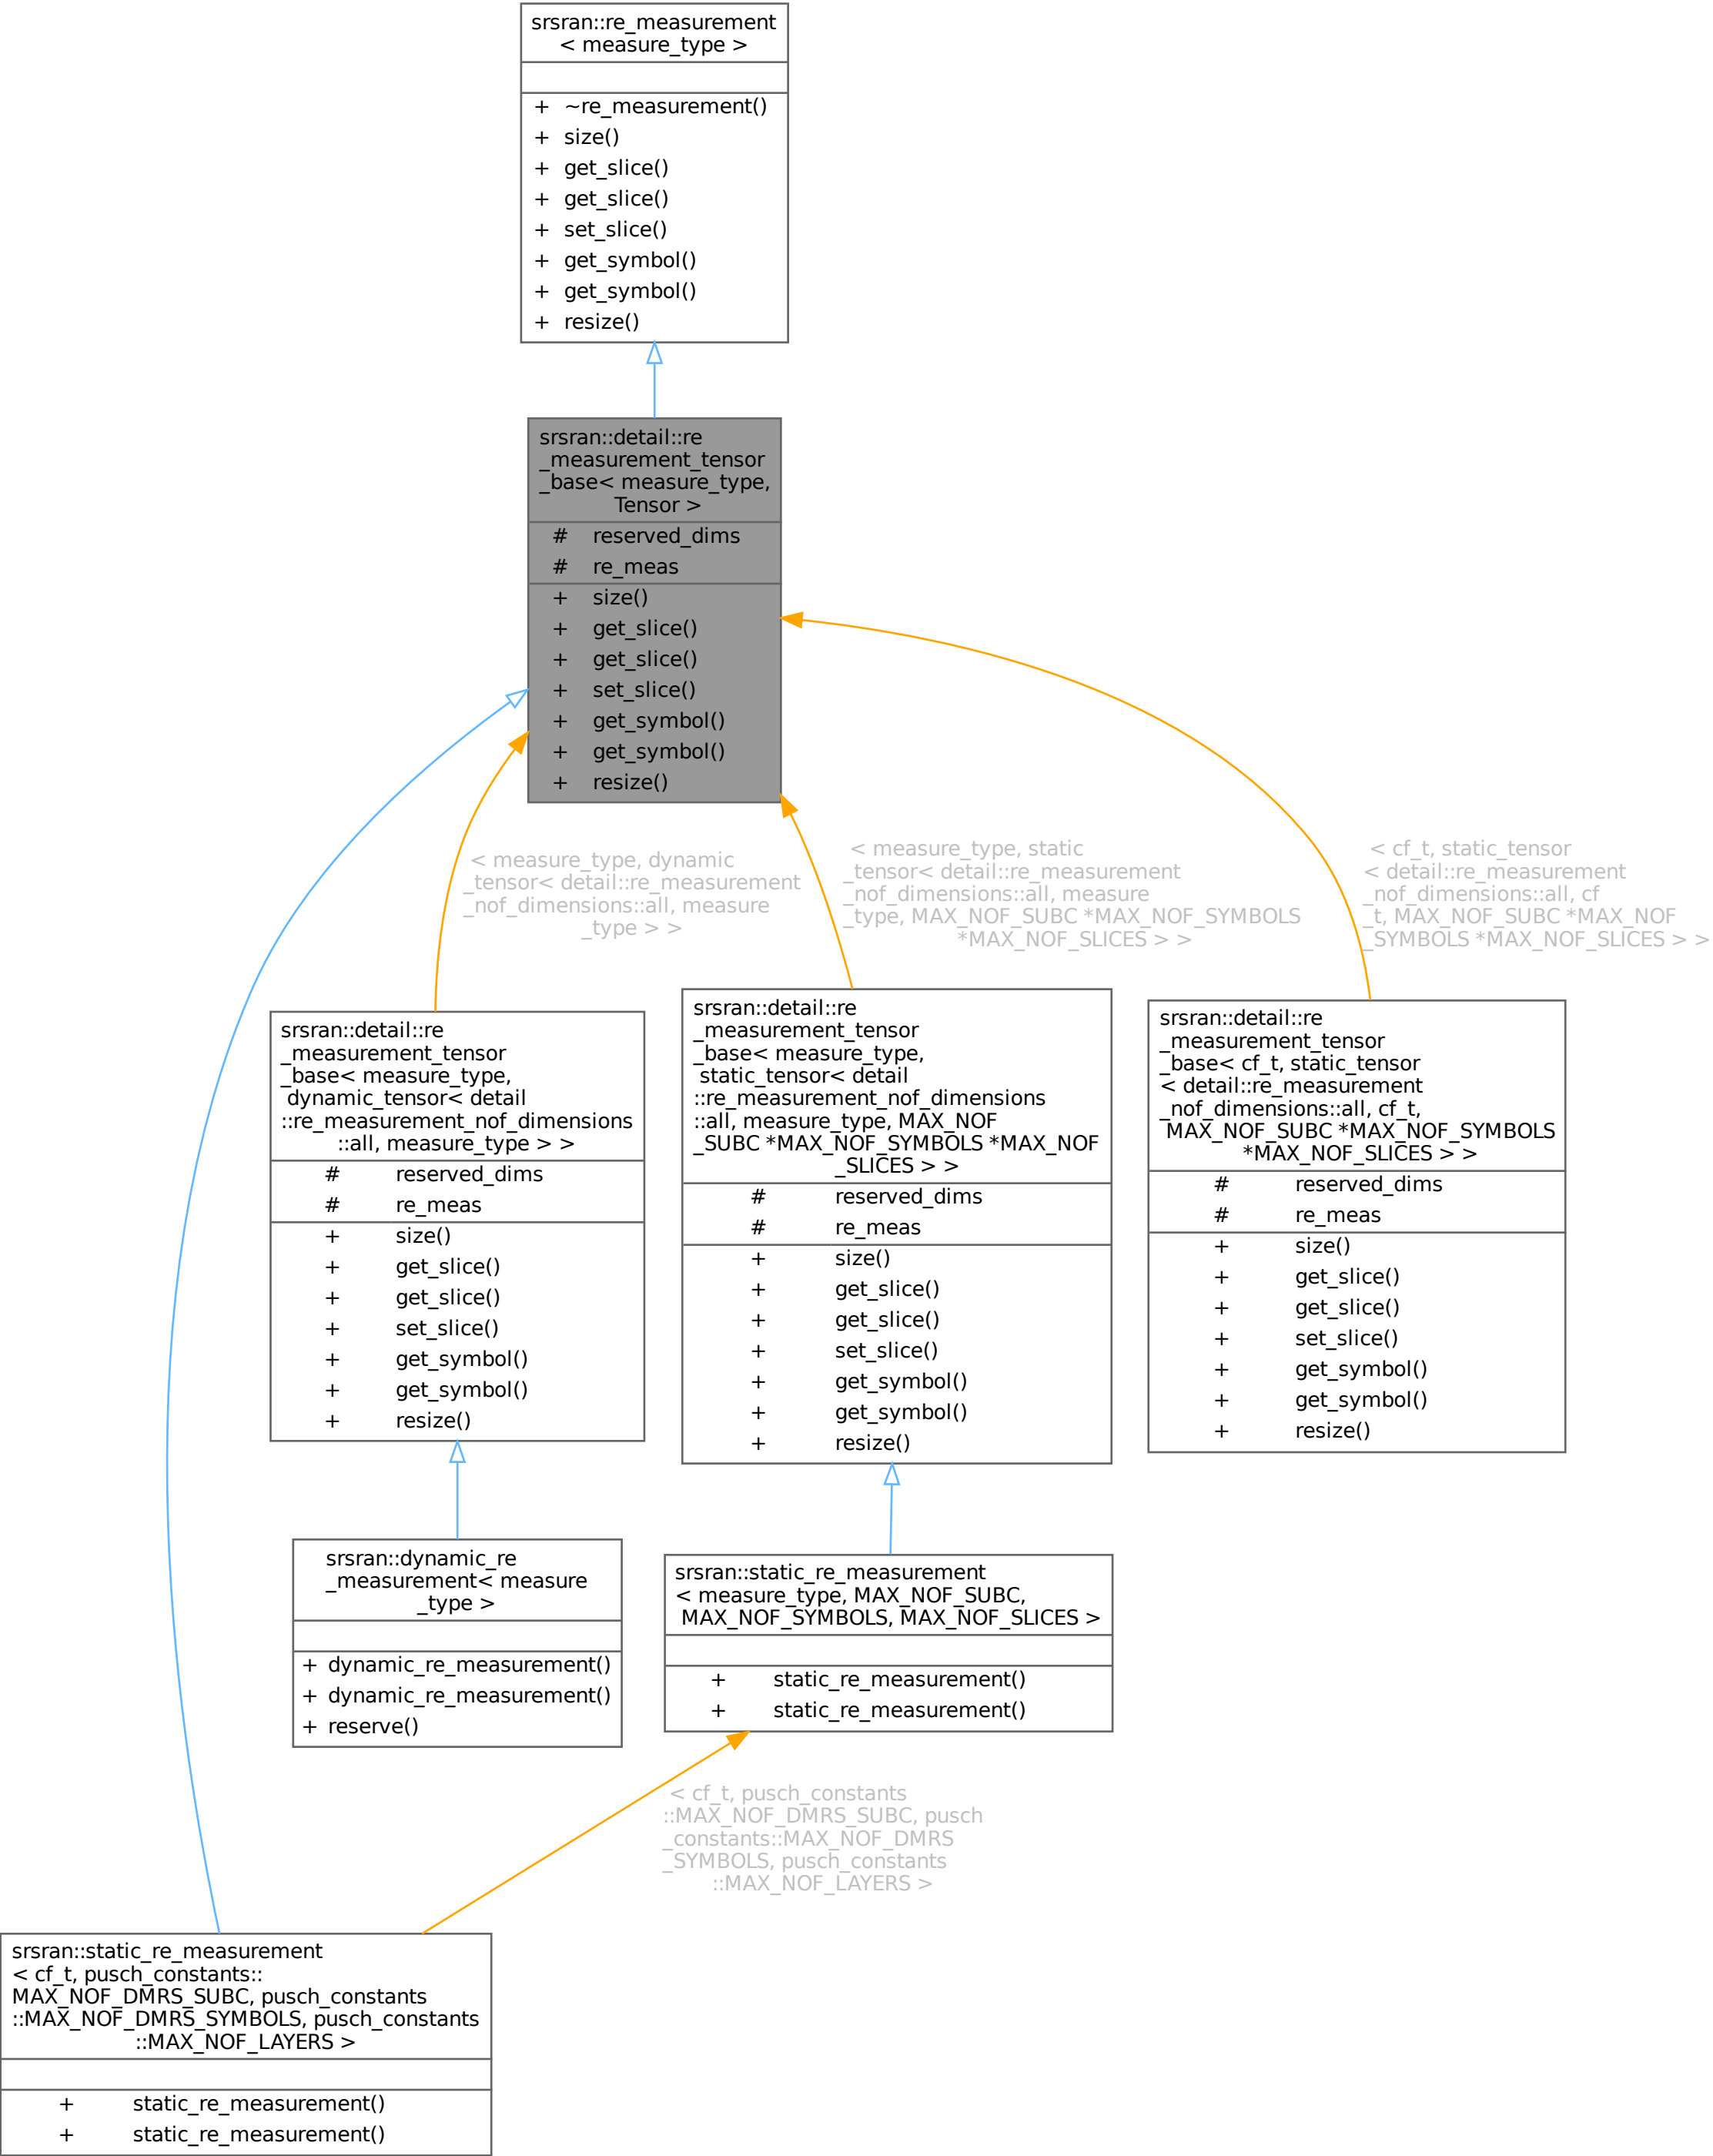 srsran::re_measurement
< measure_type >
+ ~re_measurement()
+ size()
+ get_slice()
+ get_slice()
+ set_slice()
+ get_symbol()
+ get_symbol()
+ resize()
srsran::detail::re
_measurement_tensor
_base< measure_type,
Tensor >
# reserved_dims
# re_meas
+ size()
+ get_slice()
+ get_slice()
+ set_slice()
+ get_symbol()
+ get_symbol()
+ resize()
< measure_type, dynamic
_tensor< detail::re_measurement
_nof_dimensions::all, measure
_type > >
< measure_type, static
_tensor< detail::re_measurement
_nof_dimensions::all, measure
_type, MAX_NOF_SUBC *MAX_NOF_SYMBOLS
*MAX_NOF_SLICES > >
< cf_t, static_tensor
< detail::re_measurement
_nof_dimensions::all, cf
_t, MAX_NOF_SUBC *MAX_NOF
_SYMBOLS *MAX_NOF_SLICES > >
srsran::detail::re
_measurement_tensor
_base< measure_type,
dynamic_tensor< detail
::re_measurement_nof_dimensions
::all, measure_type > >
# reserved_dims
# re_meas
+ size()
+ get_slice()
+ get_slice()
+ set_slice()
+ get_symbol()
+ get_symbol()
+ resize()
srsran::detail::re
_measurement_tensor
_base< measure_type,
static_tensor< detail
::re_measurement_nof_dimensions
::all, measure_type, MAX_NOF
_SUBC *MAX_NOF_SYMBOLS *MAX_NOF
_SLICES > >
# reserved_dims
# re_meas
+ size()
+ get_slice()
+ get_slice()
+ set_slice()
+ get_symbol()
+ get_symbol()
+ resize()
srsran::detail::re
_measurement_tensor
_base< cf_t, static_tensor
< detail::re_measurement
_nof_dimensions::all, cf_t,
MAX_NOF_SUBC *MAX_NOF_SYMBOLS
*MAX_NOF_SLICES > >
# reserved_dims
# re_meas
+ size()
+ get_slice()
+ get_slice()
+ set_slice()
+ get_symbol()
+ get_symbol()
+ resize()
srsran::dynamic_re
_measurement< measure
_type >
+ dynamic_re_measurement()
+ dynamic_re_measurement()
+ reserve()
srsran::static_re_measurement
< measure_type, MAX_NOF_SUBC,
MAX_NOF_SYMBOLS, MAX_NOF_SLICES >
+ static_re_measurement()
+ static_re_measurement()
< cf_t, pusch_constants
::MAX_NOF_DMRS_SUBC, pusch
_constants::MAX_NOF_DMRS
_SYMBOLS, pusch_constants
::MAX_NOF_LAYERS >
srsran::static_re_measurement
< cf_t, pusch_constants::
MAX_NOF_DMRS_SUBC, pusch_constants
::MAX_NOF_DMRS_SYMBOLS, pusch_constants
::MAX_NOF_LAYERS >
+ static_re_measurement()
+ static_re_measurement()